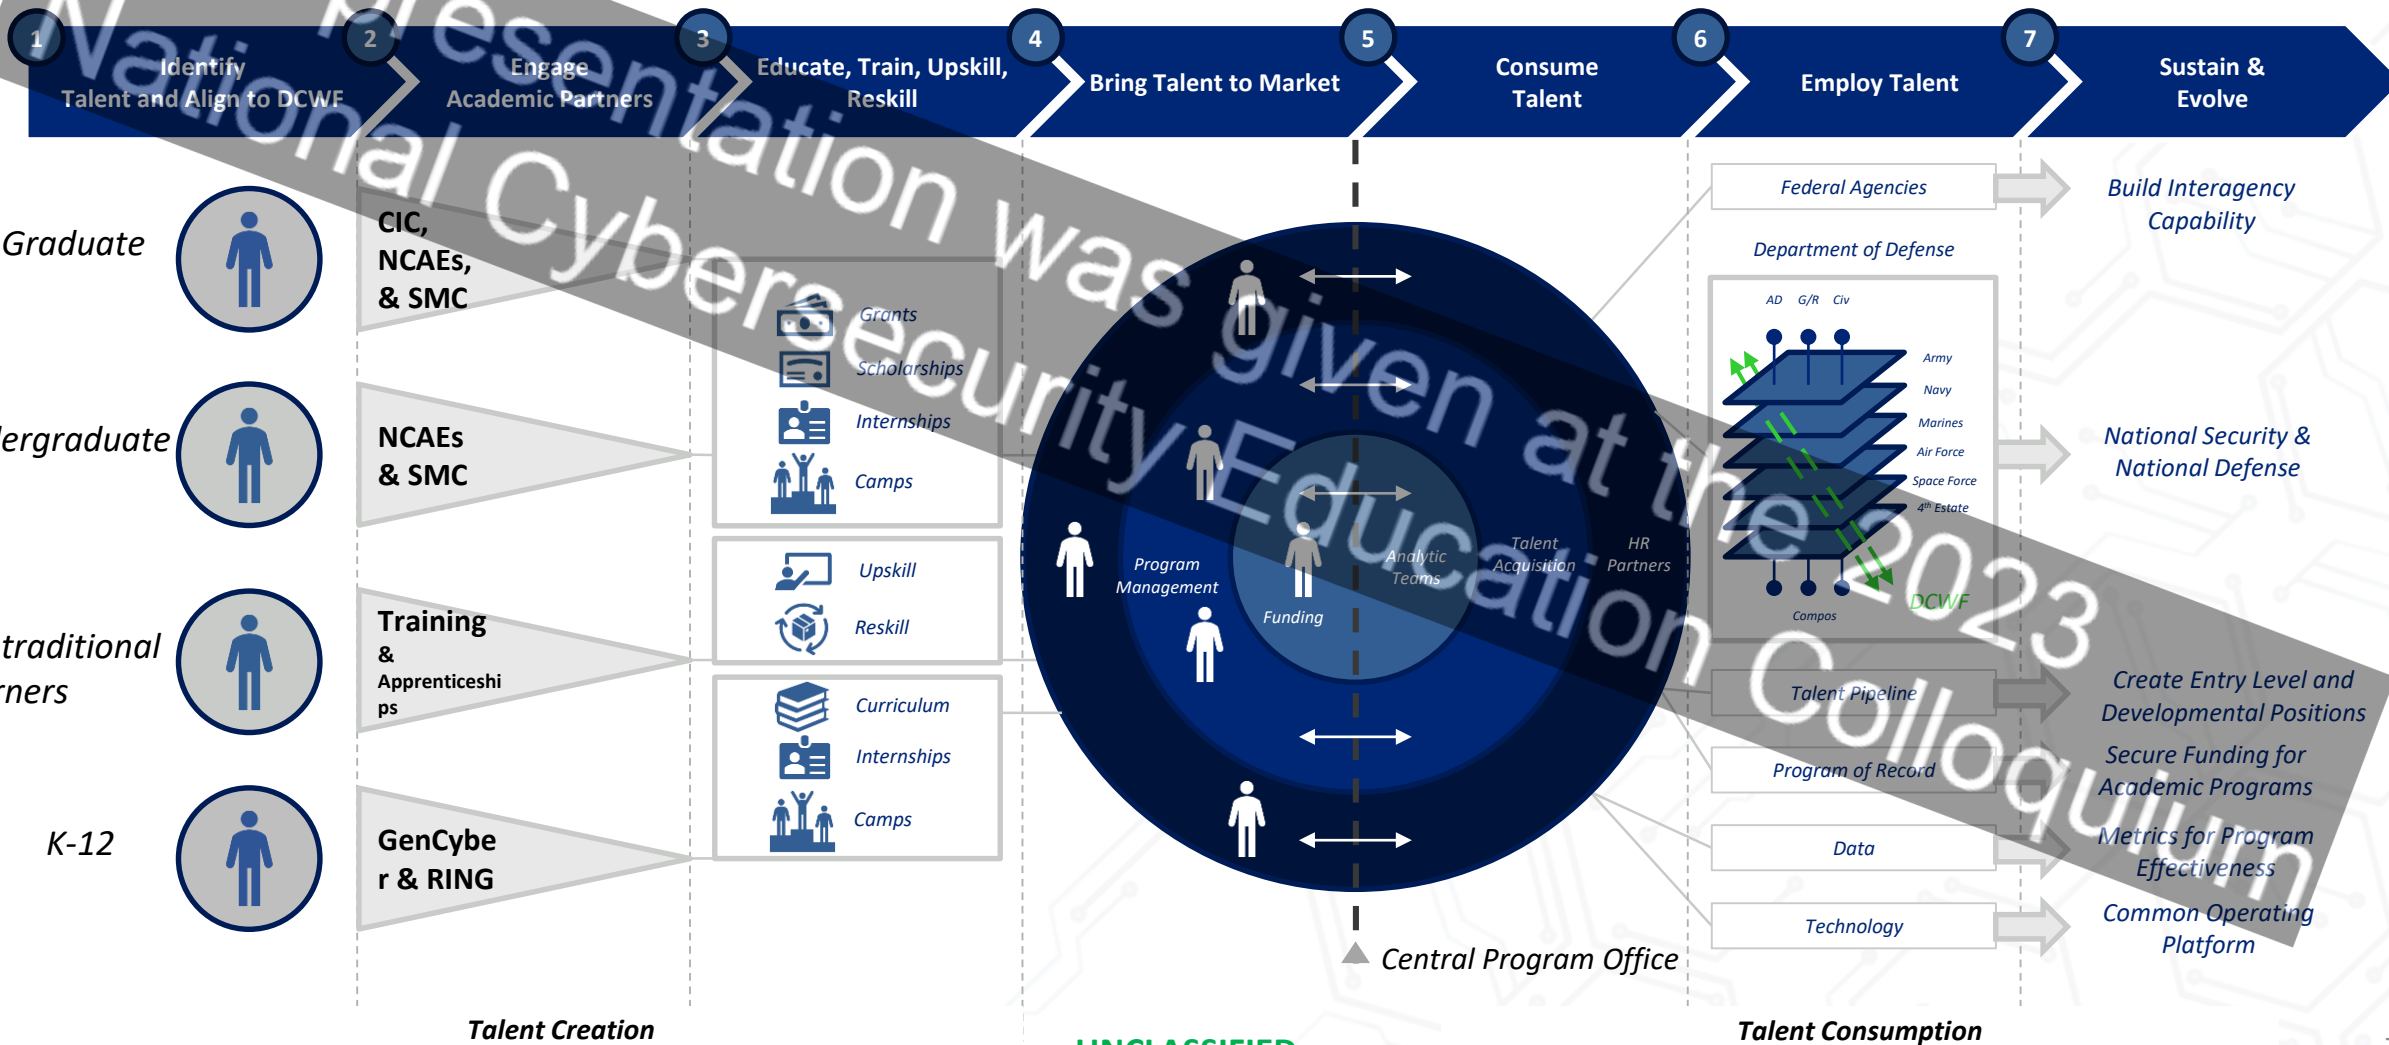 1
2
3
4
5
6
7
Identify
Talent and Align to DCWF
Engage
Academic Partners
Educate, Train, Upskill,
Reskill
Bring Talent to Market
Consume
Talent
Employ Talent
Sustain &
Evolve
presentation was given at the 2023
National Cybersecurity Education Colloquium
Graduate
dergraduate
traditional
rners
K-12
CIC,
NCAEs,
& SMC
NCAEs
& SMC
Training
&
Apprenticeshi
ps
GenCybe
r & RING
Grants
Scholarships
Internships
Camps
Upskill
Reskill
Curriculum
Internships
Camps
Program
Management
Funding
Analytic
Teams
Talent
Acquisition
HR
Partners
Central Program Office
Federal Agencies
Department of Defense
AD G/R Civ
Army
Navy
Marines
Air Force
Space Force
4th Estate
DCWF
Compos
Talent Pipeline
Program of Record
Data
Technology
Build Interagency
Capability
National Security &
National Defense
Create Entry Level and
Developmental Positions
Secure Funding for
Academic Programs
Metrics for Program
Effectiveness
Common Operating
Platform
Talent Creation
UNCLASSIFIED
Talent Consumption